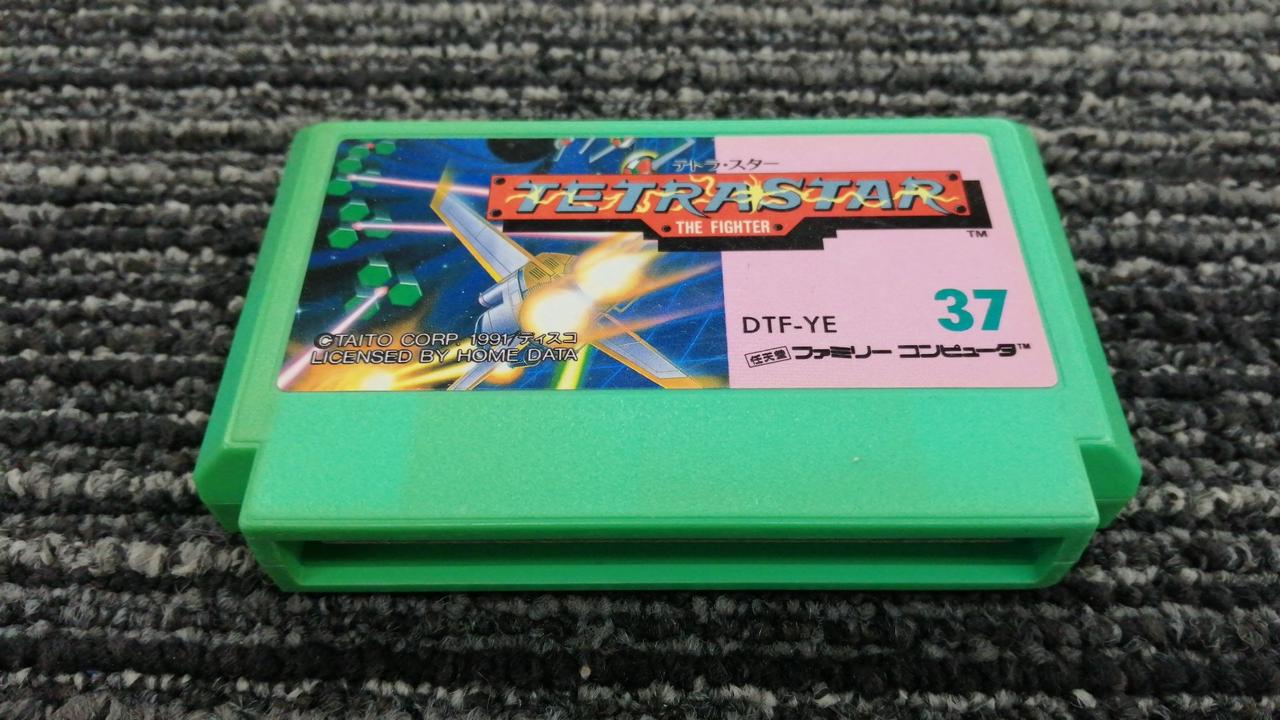 テトラ・スター
TETRASTAR
THE FIGHTER
TM
37
DTF-YE
任天堂 ファミリー コンピュータ™
©TAITO CORP. 1991/ディスコ
LICENSED BY HOME DATA